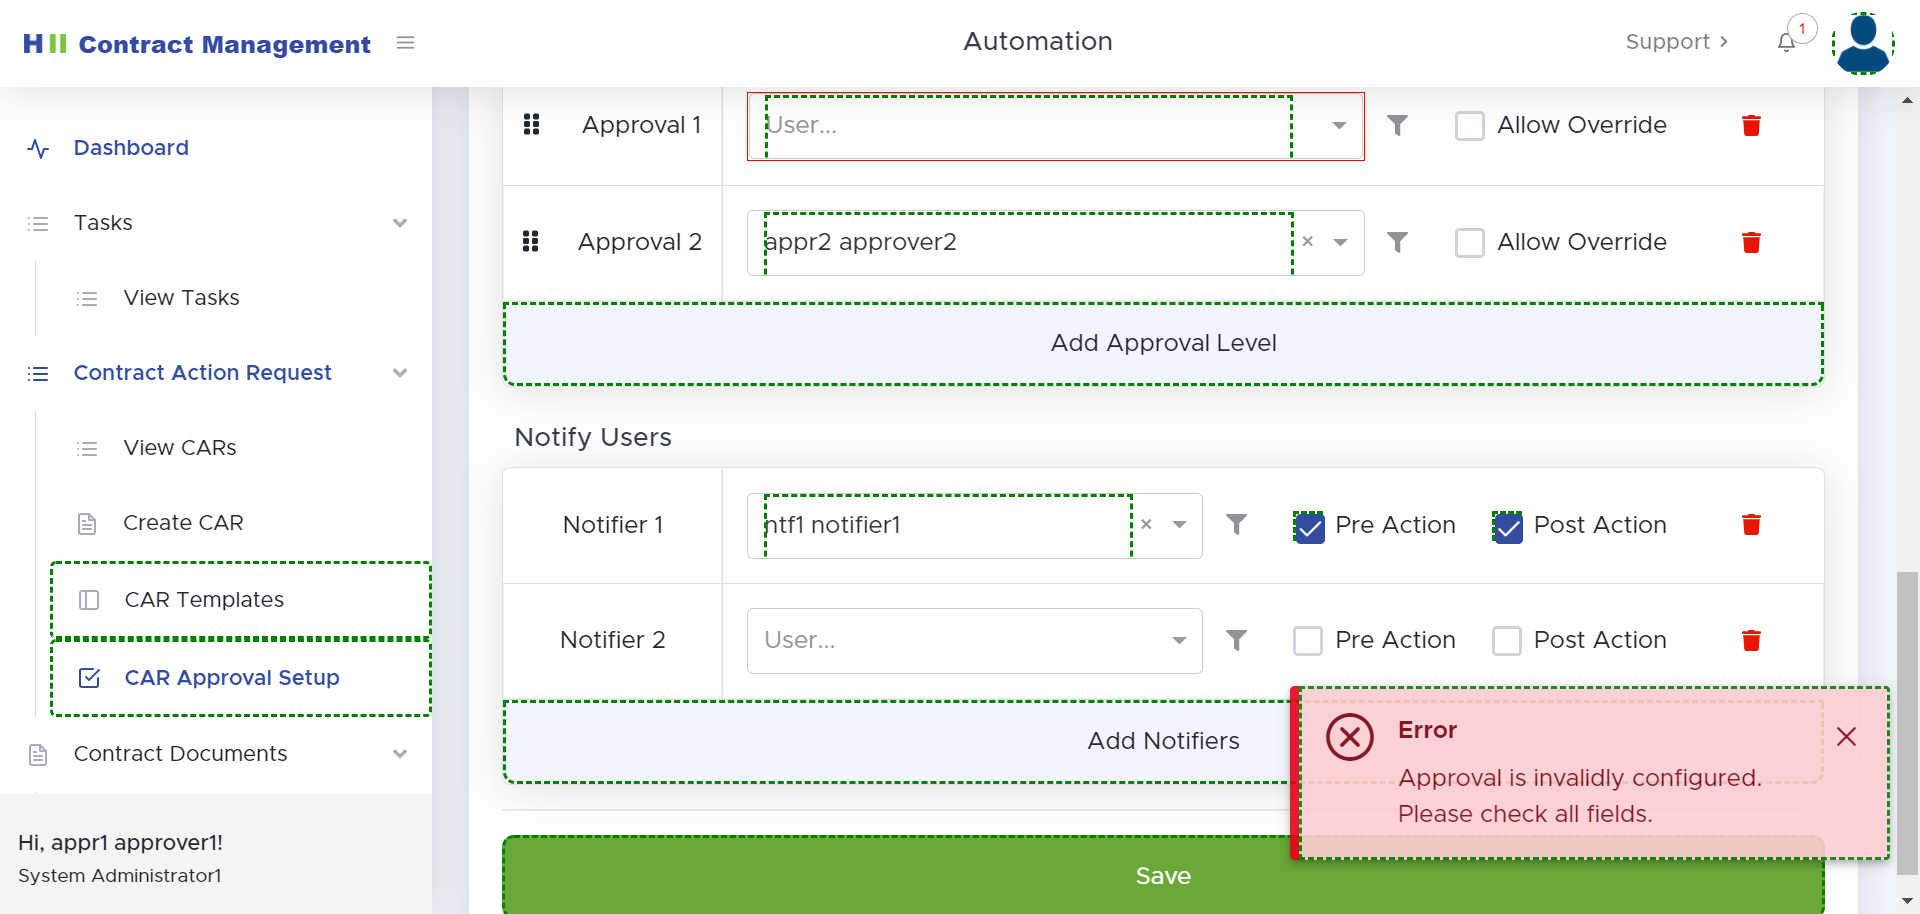 HII Contract Management
Automation
Support
1
Dashboard
Tasks
View Tasks
Contract Action Request
View CARs
Create CAR
CAR Templates
CAR Approval Setup
Contract Documents
Hi, appr1 approver1!
System Administrator1
Approval 1
User...
Allow Override
Approval 2
appr2 approver2
Allow Override
Add Approval Level
Notify Users
Notifier 1
ntf1 notifier1
Pre Action
Post Action
Notifier 2
User...
Pre Action
Post Action
Add Notifiers
Error
Approval is invalidly configured.
Please check all fields.
Save